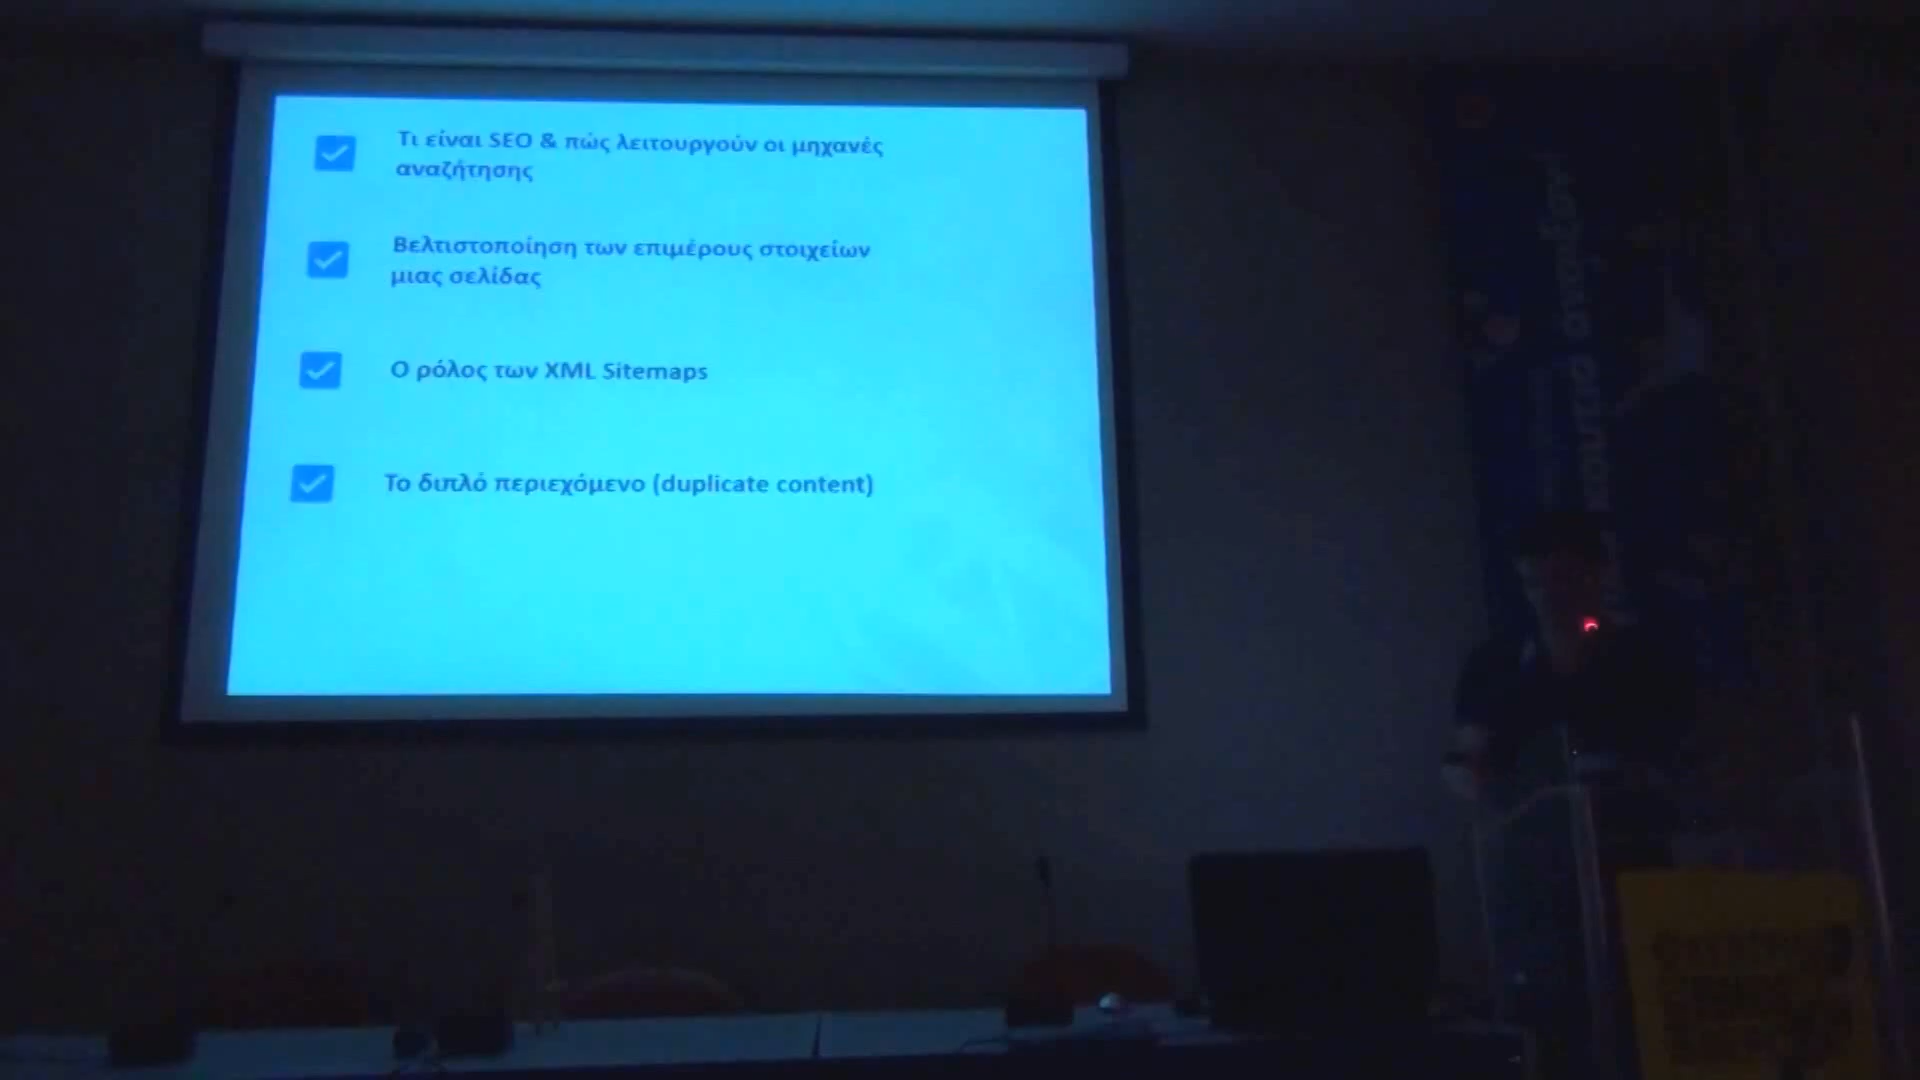 Τι είναι SEO & πώς λειτουργούν οι μηχανές
αναζήτησης
Βελτιστοποίηση των επιμέρους στοιχείων
μιας σελίδας
Ο ρόλος των XML Sitemaps
Το διπλό περιεχόμενο (duplicate content)